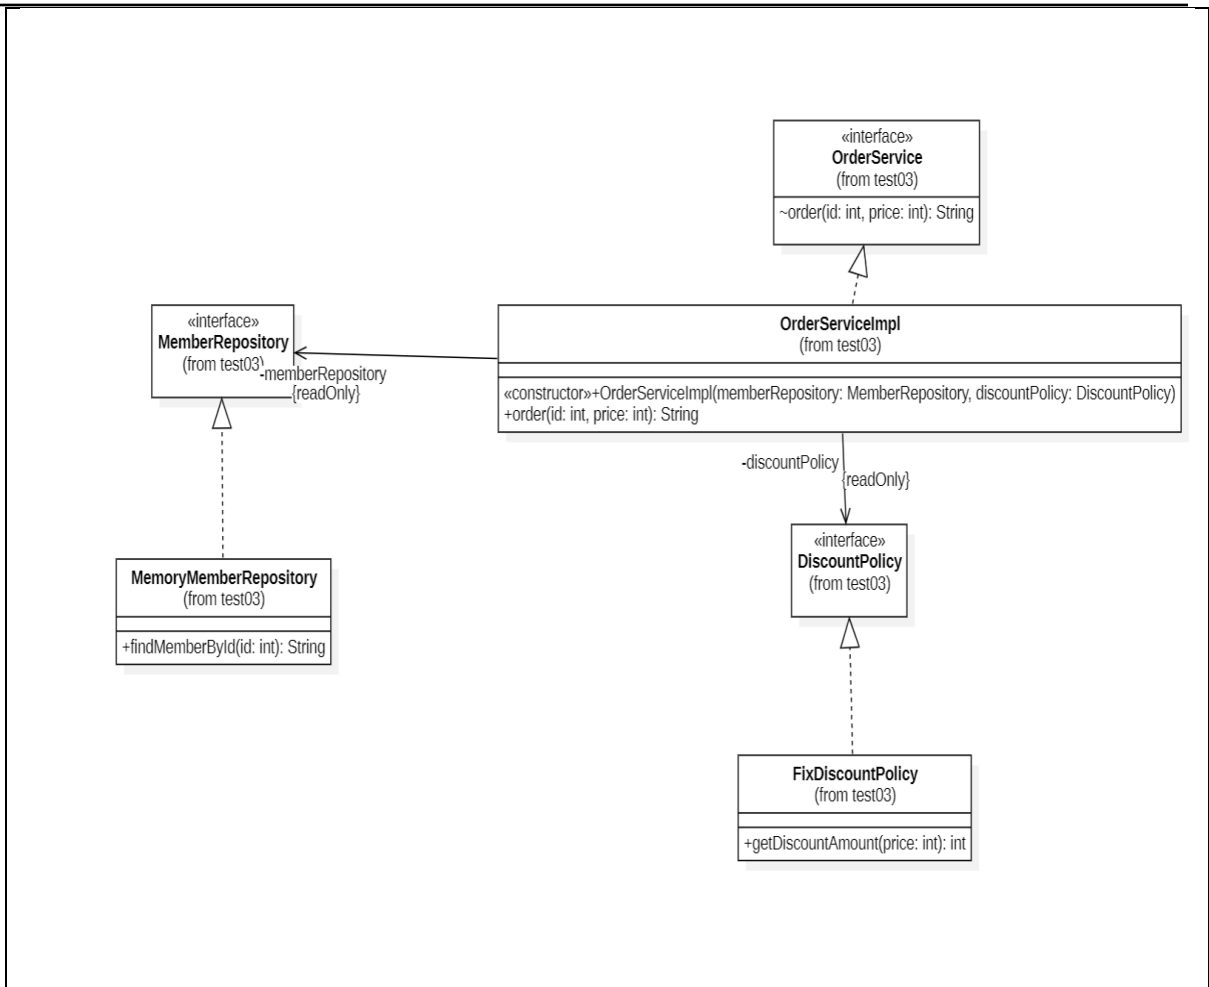 «interface»
OrderService
(from test03)
~order(id: int, price: int): String
«interface»
MemberRepository
(from test03)
-memberRepository
{readOnly}
OrderServiceImpl
(from test03)
«constructor»+OrderServiceImpl(memberRepository: MemberRepository, discountPolicy: DiscountPolicy)
+order(id: int, price: int): String
-discountPolicy
{readOnly}
«interface»
DiscountPolicy
(from test03)
MemoryMemberRepository
(from test03)
+findMemberById(id: int): String
FixDiscountPolicy
(from test03)
+getDiscountAmount(price: int): int